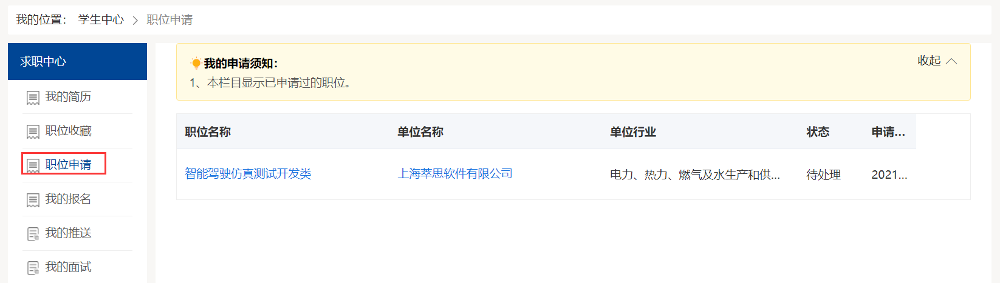 我的位置： 学生中心 > 职位申请
求职中心
我的简历
职位收藏
职位申请
我的报名
我的推送
我的面试
我的申请须知：
收起
1、本栏目显示已申请过的职位。
职位名称 单位名称 单位行业 状态 申请...
智能驾驶仿真测试开发类 上海萃思软件有限公司 电力、热力、燃气及水生产和供... 待处理 2021...